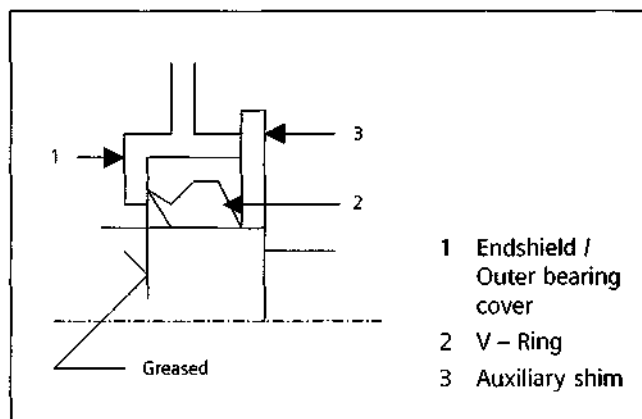 3
1
2
Greased
1 Endshield /
Outer bearing
cover
2 V – Ring
3 Auxiliary shim